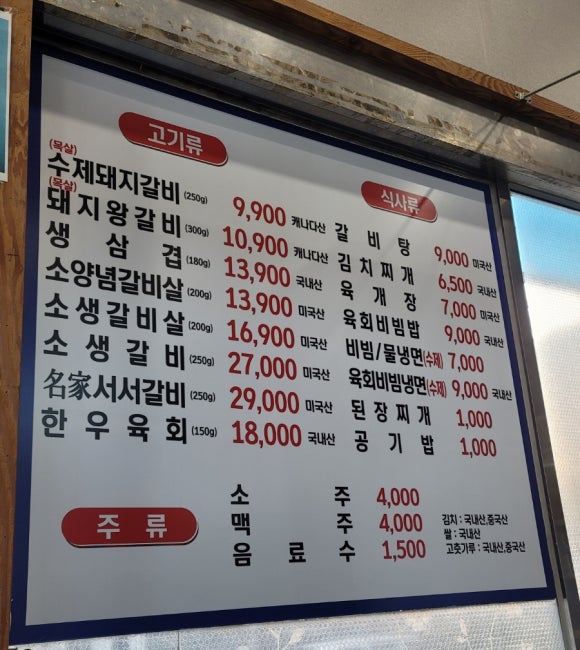 고기류
(목살)
수제돼지갈비 (250g) 9,900 캐나다산
(목살)
돼지왕갈비 (300g) 10,900 캐나다산
생삼겹 (180g) 13,900 국내산
소양념갈비살 (200g) 13,900 미국산
소생갈비살 (200g) 16,900 미국산
소생갈비 (250g) 27,000 미국산
名家서서갈비 (250g) 29,000 미국산
한우육회 (150g) 18,000 국내산
식사류
갈비탕 9,000 미국산
김치찌개 6,500 국내산
육개장 7,000 미국산
육회비빔밥 9,000 국내산
비빔/물냉면(수제) 7,000
육회비빔냉면(수제) 9,000 국내산
된장찌개 1,000
공기밥 1,000
주류
소주 4,000
맥주 4,000
음료수 1,500
김치 : 국내산,중국산
쌀 : 국내산
고춧가루 : 국내산,중국산